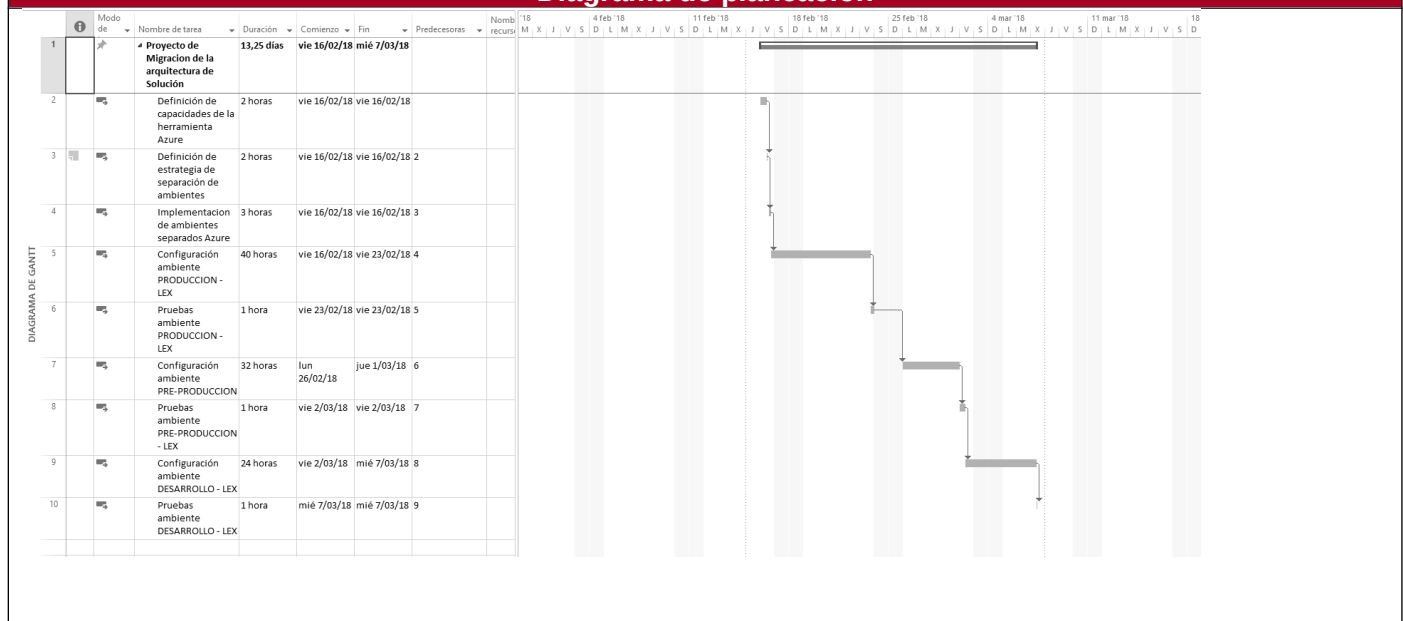 Diagrama de planeación
Modo de
Nombre de tarea
Duración
Comienzo
Fin
Predecesoras
Nomb
recurs
'18
4 feb '18
11 feb '18
18 feb '18
25 feb '18
4 mar '18
11 mar '18
18
M X J V S D L M X J V S D L M X J V S D L M X J V S D L M X J V S D L M X J V S D L M X J V S D
DIAGRAMA DE GANTT
1
Proyecto de
Migracion de la
arquitectura de
Solución
13,25 días
vie 16/02/18
mié 7/03/18
2
Definición de
capacidades de la
herramienta
Azure
2 horas
vie 16/02/18
vie 16/02/18
3
Definición de
estrategia de
separación de
ambientes
2 horas
vie 16/02/18
vie 16/02/18
2
4
Implementacion
de ambientes
separados Azure
3 horas
vie 16/02/18
vie 16/02/18
3
5
Configuración
ambiente
PRODUCCION -
LEX
40 horas
vie 16/02/18
vie 23/02/18
4
6
Pruebas
ambiente
PRODUCCION -
LEX
1 hora
vie 23/02/18
vie 23/02/18
5
7
Configuración
ambiente
PRE-PRODUCCION
32 horas
lun
26/02/18
jue 1/03/18
6
8
Pruebas
ambiente
PRE-PRODUCCION
- LEX
1 hora
vie 2/03/18
vie 2/03/18
7
9
Configuración
ambiente
DESARROLLO - LEX
24 horas
vie 2/03/18
mié 7/03/18
8
10
Pruebas
ambiente
DESARROLLO - LEX
1 hora
mié 7/03/18
mié 7/03/18
9